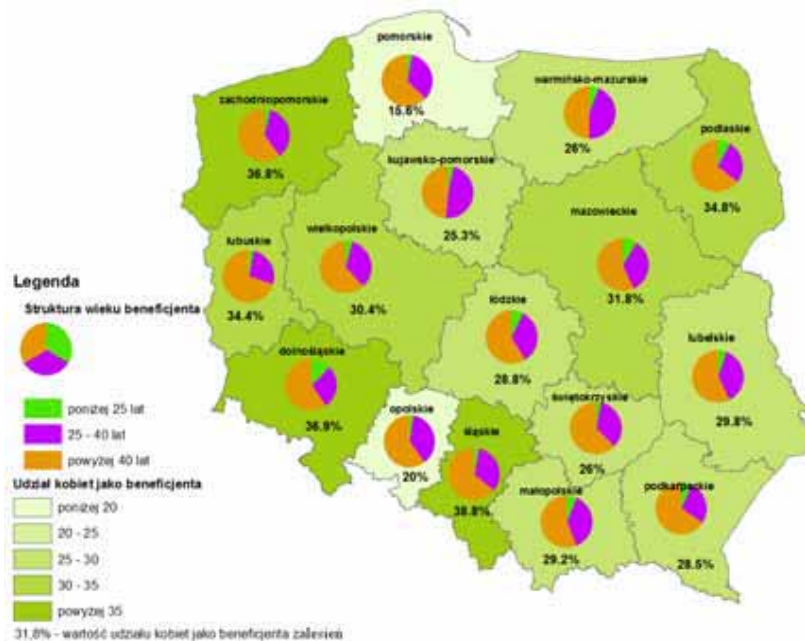 pomorskie
15.6%
warmińsko-mazurskie
26%
zachodniopomorskie
36.8%
podlaskie
34.8%
kujawsko-pomorskie
25.3%
mazowieckie
31.8%
wielkopolskie
30.4%
lubuskie
34.4%
łódzkie
28.8%
lubelskie
29.8%
dolnośląskie
36.9%
opolskie
20%
śląskie
38.8%
świętokrzyskie
26%
małopolskie
29.2%
podkarpackie
28.5%
Legenda
Struktura wieku beneficjenta
poniżej 25 lat
25 - 40 lat
powyżej 40 lat
Udział kobiet jako beneficjenta
poniżej 20
20 - 25
25 - 30
30 - 35
powyżej 35
31,8% - wartość udziału kobiet jako beneficjenta zalesień